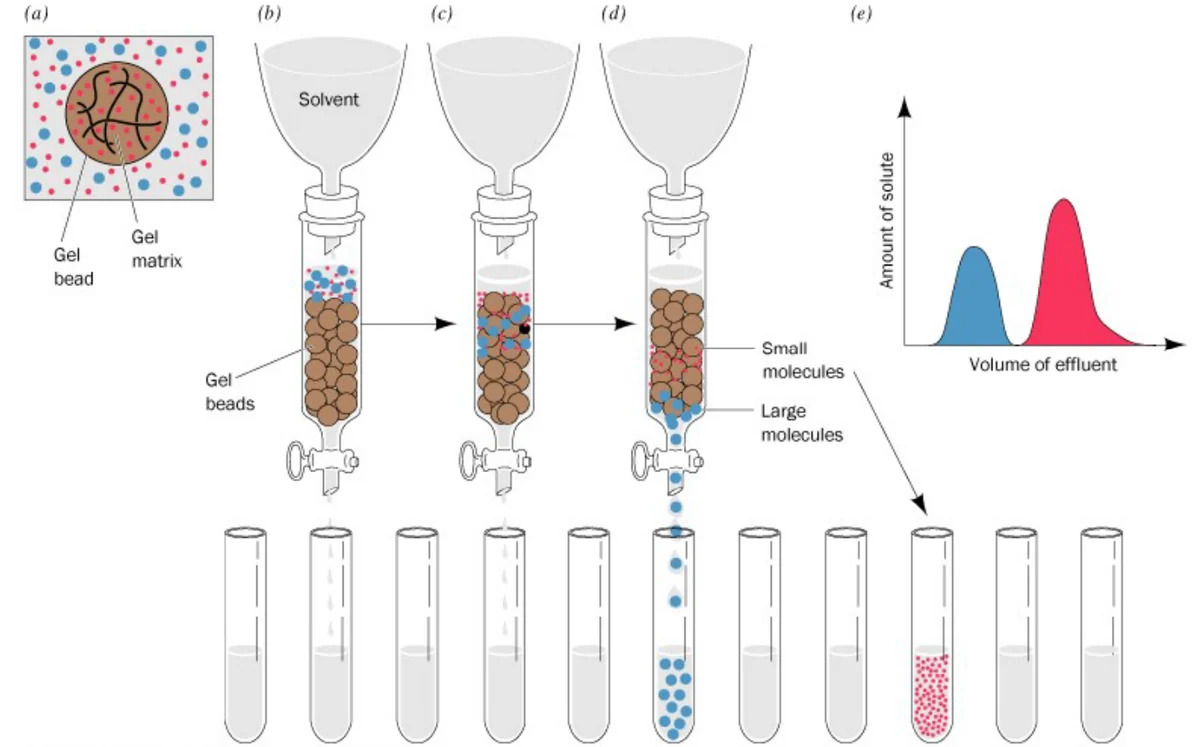 (a)
(b)
(c)
(d)
(e)
Solvent
Gel
bead
Gel
matrix
Gel
beads
Small
molecules
Large
molecules
Amount of solute
Volume of effluent